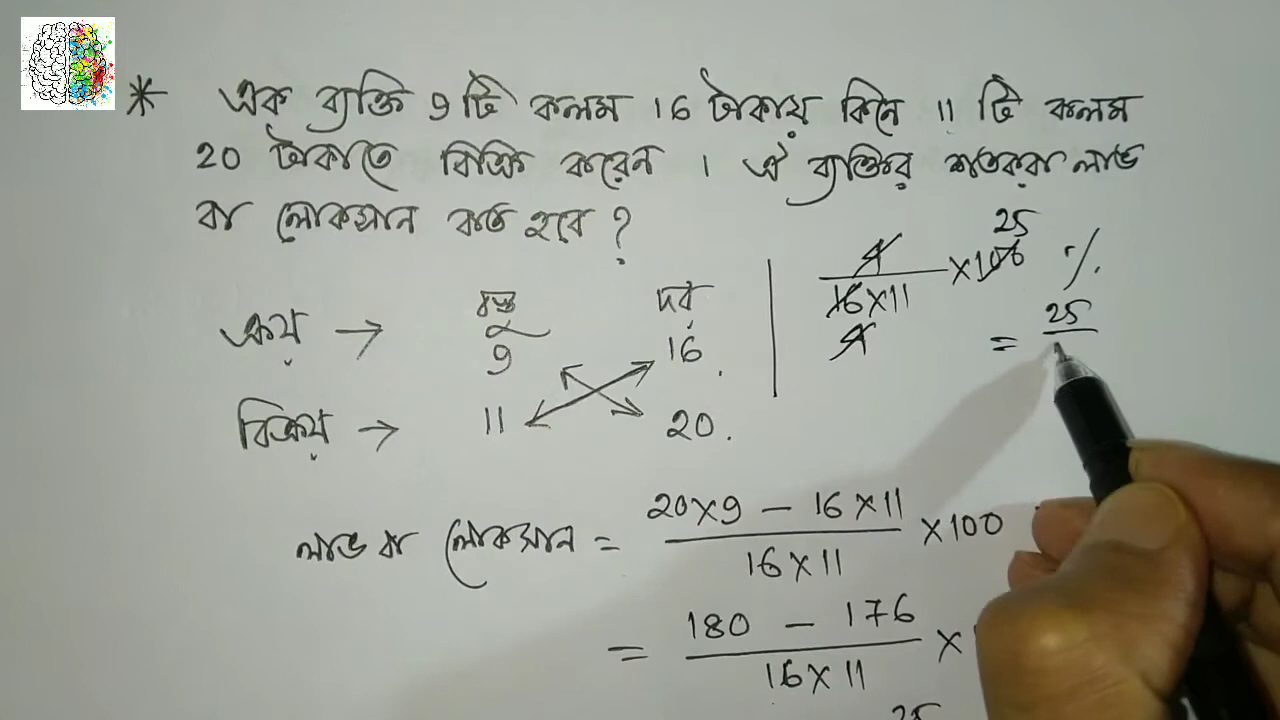 * এক ব্যক্তি 9 টি কলম 16 টাকায় কিনে 11 টি কলম
20 টাকাতে বিক্রি করেন । ঐ ব্যক্তির শতকরা লাভ
বা লোকসান কত হবে ?
বস্তু দর
ক্রয় → 9 16.
বিক্রয় → 11 20.
4 25
16×11 ×100 %
4
= 25
লাভ বা লোকসান = 20×9 — 16×11
16×11 ×100
= 180 — 176
16×11 ×
25